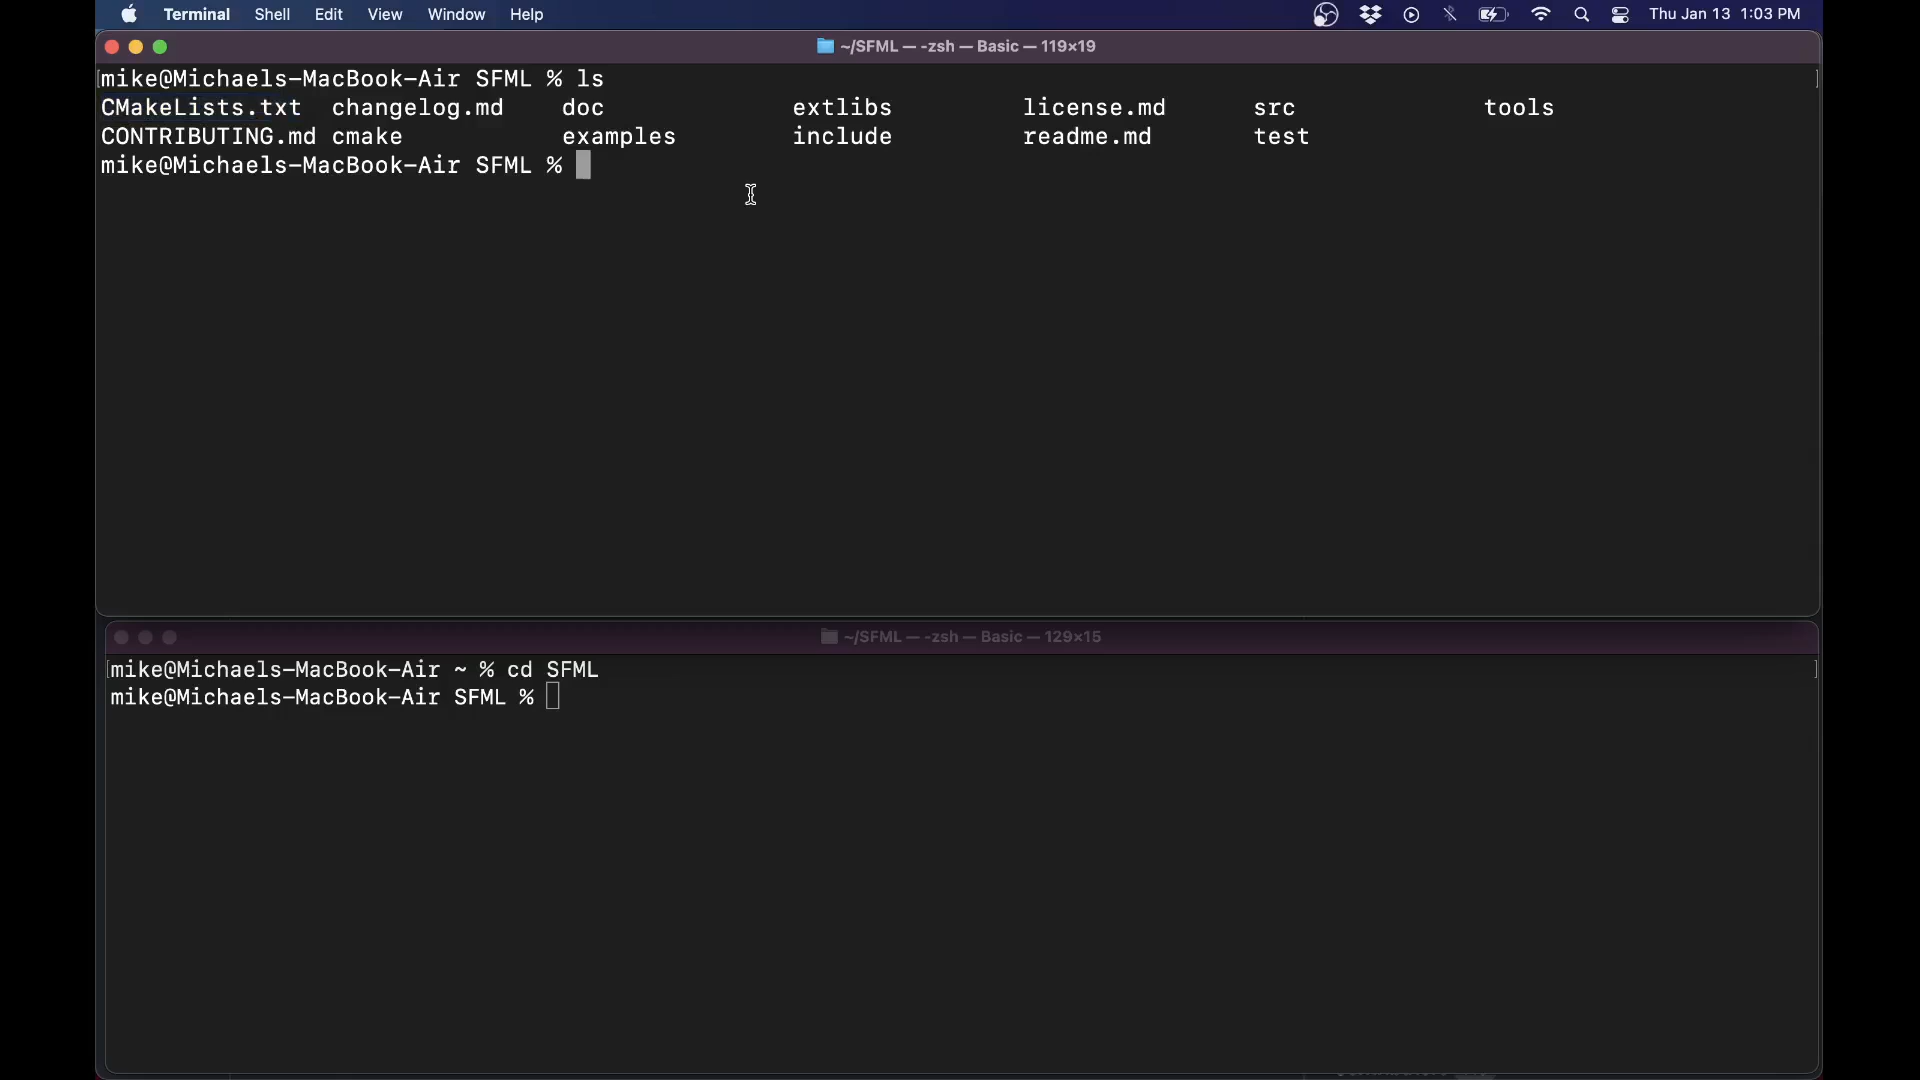 Terminal Shell Edit View Window Help Thu Jan 13 1:03 PM
~/SFML — -zsh — Basic — 119×19
mike@Michaels-MacBook-Air SFML % ls
CMakeLists.txt changelog.md doc extlibs license.md src tools
CONTRIBUTING.md cmake examples include readme.md test
mike@Michaels-MacBook-Air SFML %
~/SFML — -zsh — Basic — 129×15
mike@Michaels-MacBook-Air ~ % cd SFML
mike@Michaels-MacBook-Air SFML %